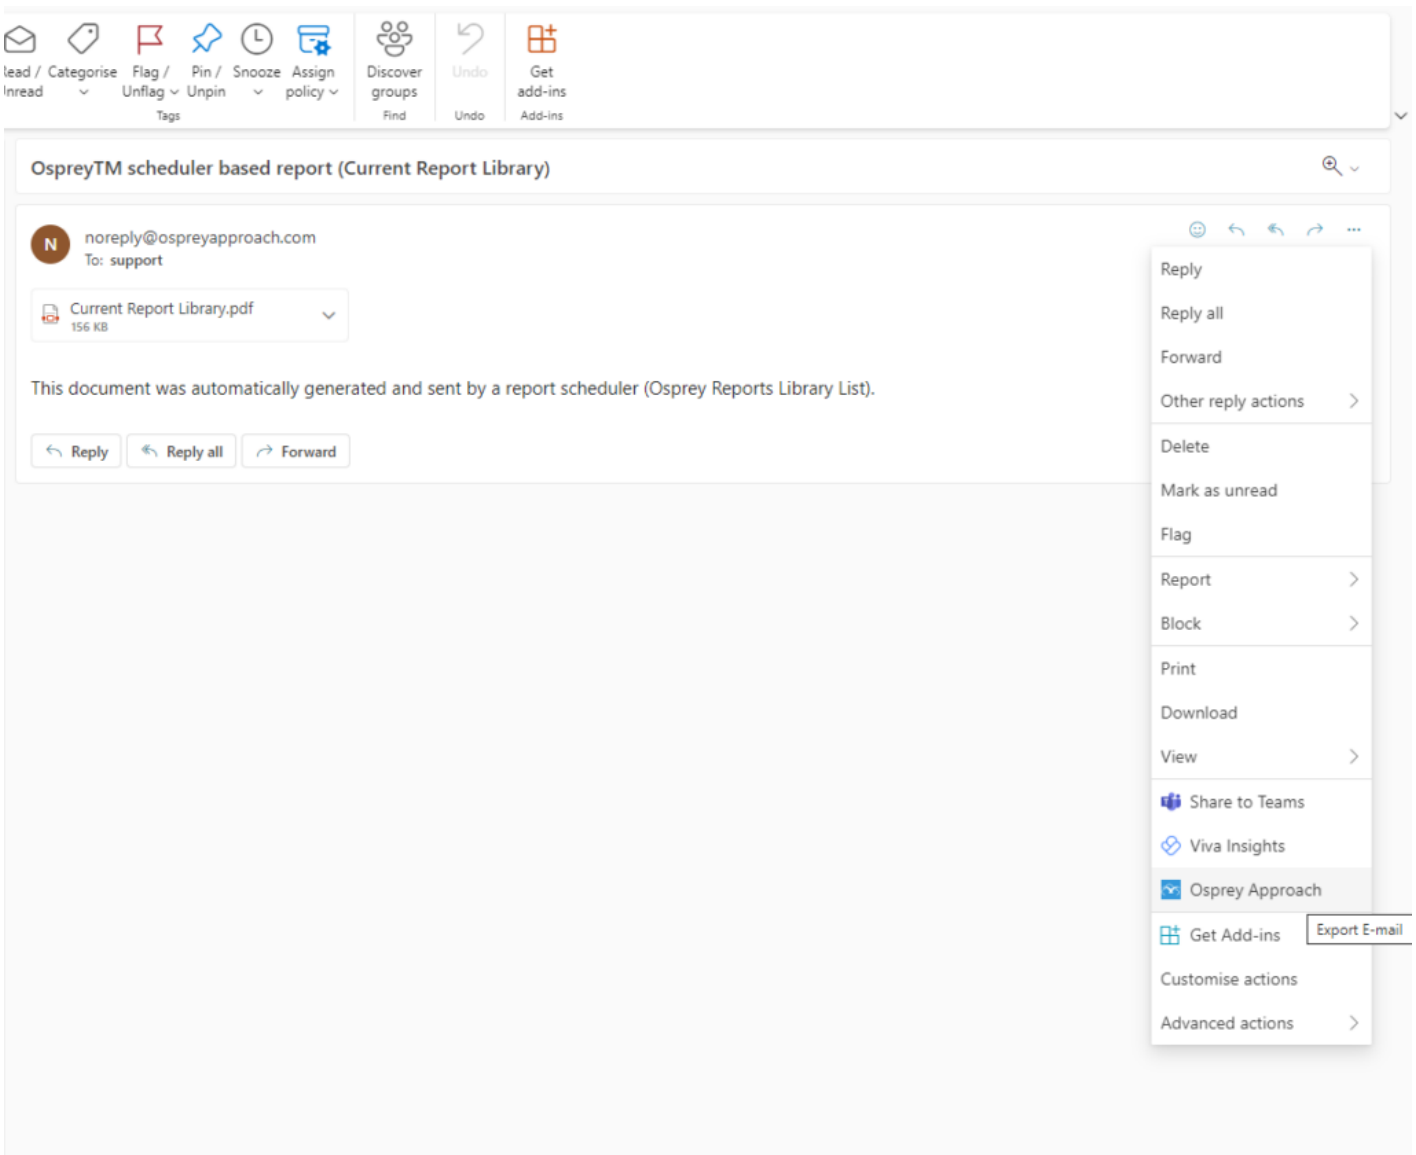 lead / Categorise Flag / Pin / Snooze Assign Discover Undo Get
nread Unflag Unpin policy groups add-ins
Tags Find Undo Add-ins
OspreyTM scheduler based report (Current Report Library)
N
noreply@ospreyapproach.com
To: support
Current Report Library.pdf
156 KB
This document was automatically generated and sent by a report scheduler (Osprey Reports Library List).
Reply Reply all Forward
Reply
Reply all
Forward
Other reply actions
Delete
Mark as unread
Flag
Report
Block
Print
Download
View
Share to Teams
Viva Insights
Osprey Approach
Get Add-ins
Export E-mail
Customise actions
Advanced actions